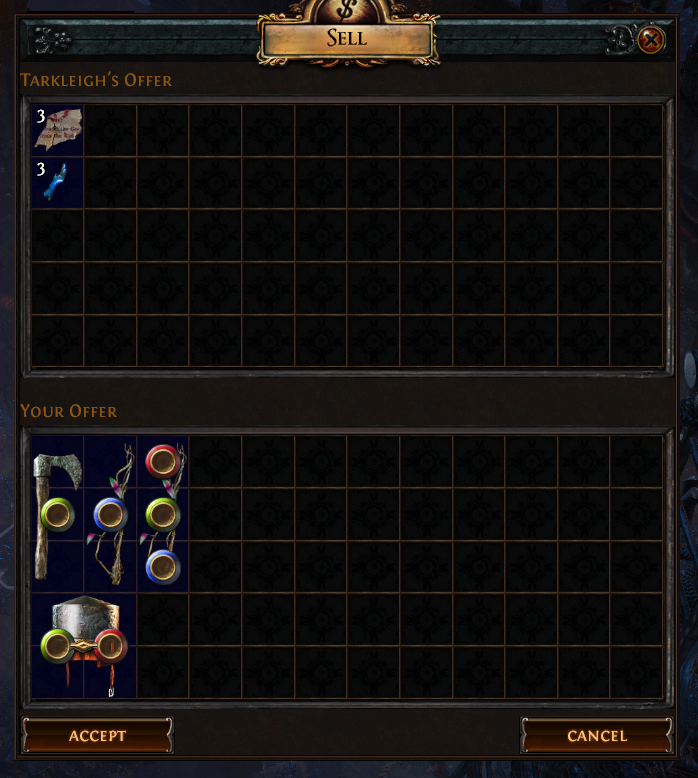 $
SELL
TARKLEIGH'S OFFER
3
3
YOUR OFFER
ACCEPT
CANCEL